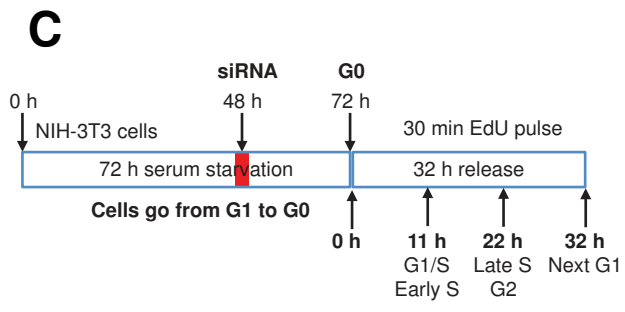 C
siRNA G0
0 h 48 h 72 h
NIH-3T3 cells 30 min EdU pulse
72 h serum starvation 32 h release
Cells go from G1 to G0
0 h 11 h 22 h 32 h
G1/S Late S Next G1
Early S G2